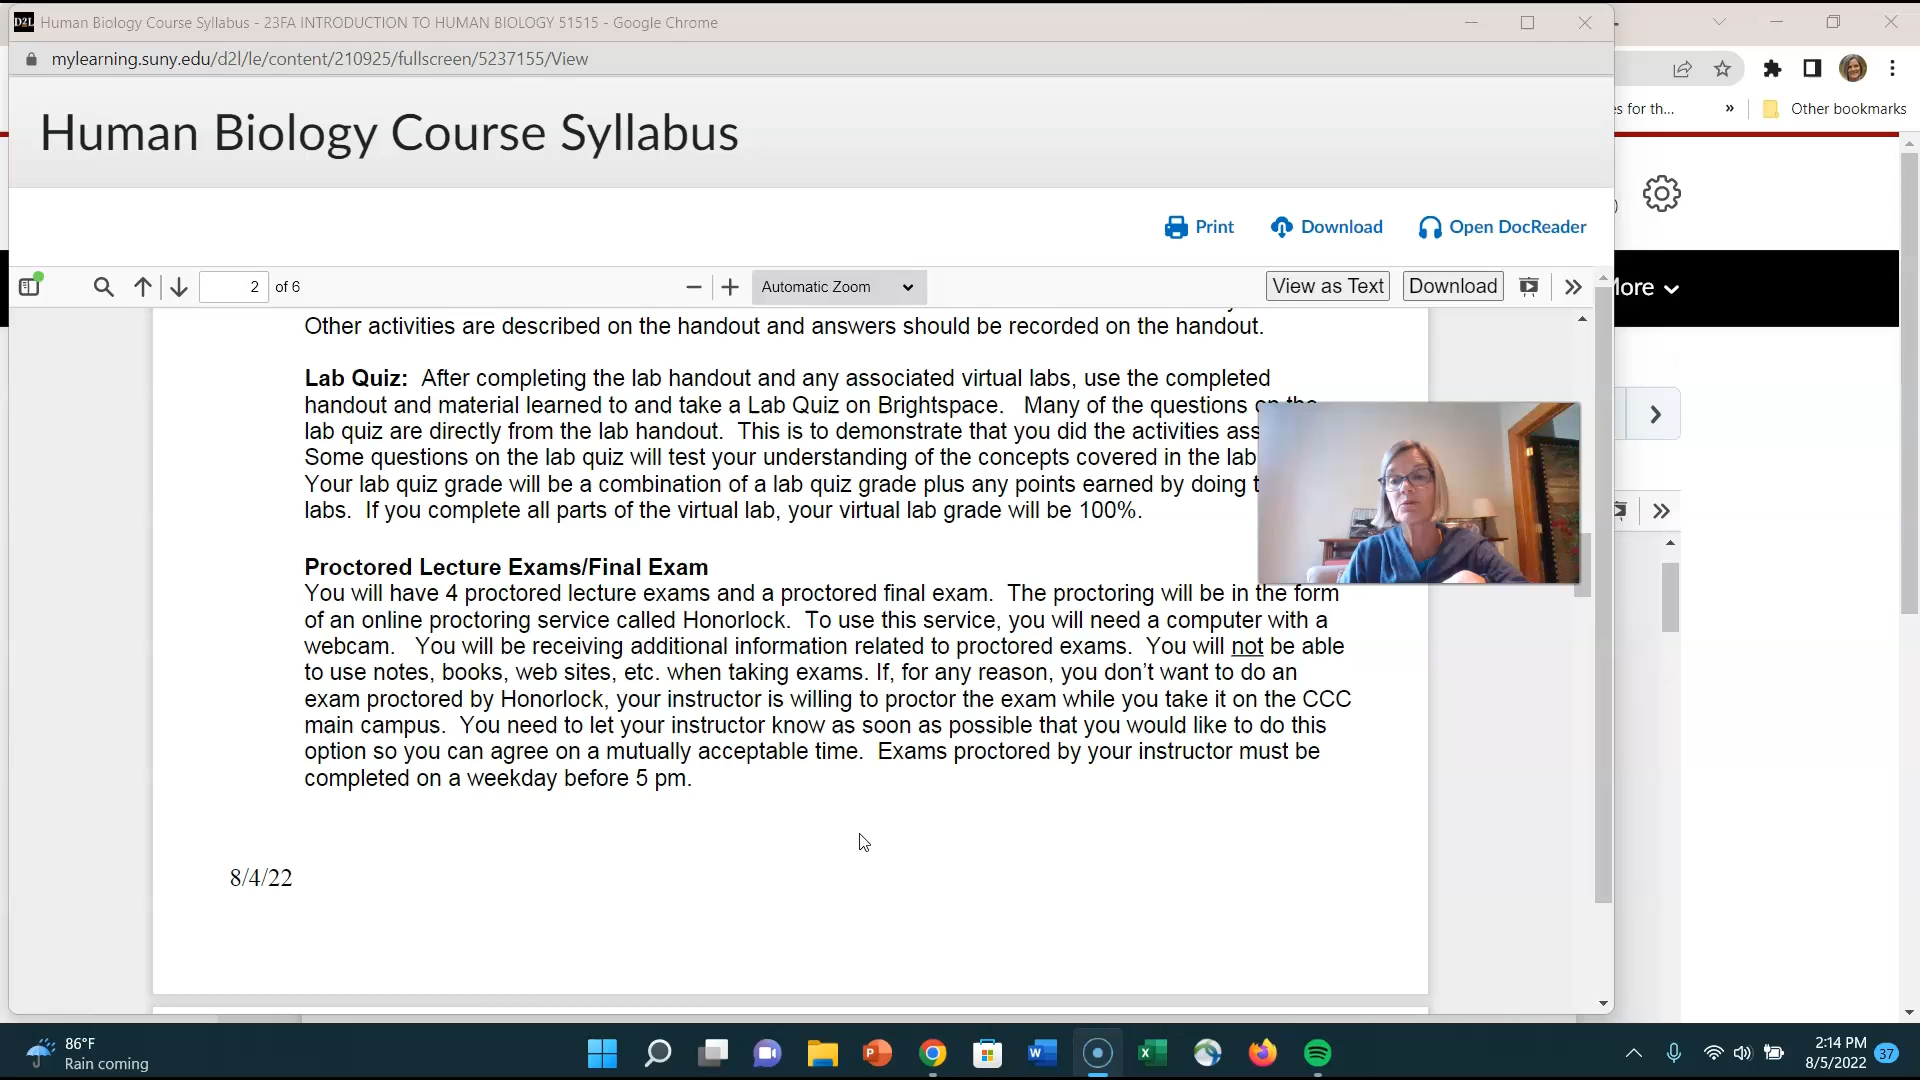 Human Biology Course Syllabus - 23FA INTRODUCTION TO HUMAN BIOLOGY 51515 - Google Chrome
mylearning.suny.edu/d2l/le/content/210925/fullscreen/5237155/View
es for th...
»
Other bookmarks
Human Biology Course Syllabus
Print
Download
Open DocReader
2 of 6
Automatic Zoom
View as Text
Download
More
Other activities are described on the handout and answers should be recorded on the handout.
Lab Quiz:  After completing the lab handout and any associated virtual labs, use the completed
handout and material learned to and take a Lab Quiz on Brightspace.   Many of the questions on the
lab quiz are directly from the lab handout.  This is to demonstrate that you did the activities ass
Some questions on the lab quiz will test your understanding of the concepts covered in the lab
Your lab quiz grade will be a combination of a lab quiz grade plus any points earned by doing t
labs.  If you complete all parts of the virtual lab, your virtual lab grade will be 100%.
Proctored Lecture Exams/Final Exam
You will have 4 proctored lecture exams and a proctored final exam.  The proctoring will be in the form
of an online proctoring service called Honorlock.  To use this service, you will need a computer with a
webcam.   You will be receiving additional information related to proctored exams.  You will not be able
to use notes, books, web sites, etc. when taking exams. If, for any reason, you don’t want to do an
exam proctored by Honorlock, your instructor is willing to proctor the exam while you take it on the CCC
main campus.  You need to let your instructor know as soon as possible that you would like to do this
option so you can agree on a mutually acceptable time.  Exams proctored by your instructor must be
completed on a weekday before 5 pm.
8/4/22
86°F
Rain coming
2:14 PM
8/5/2022
37